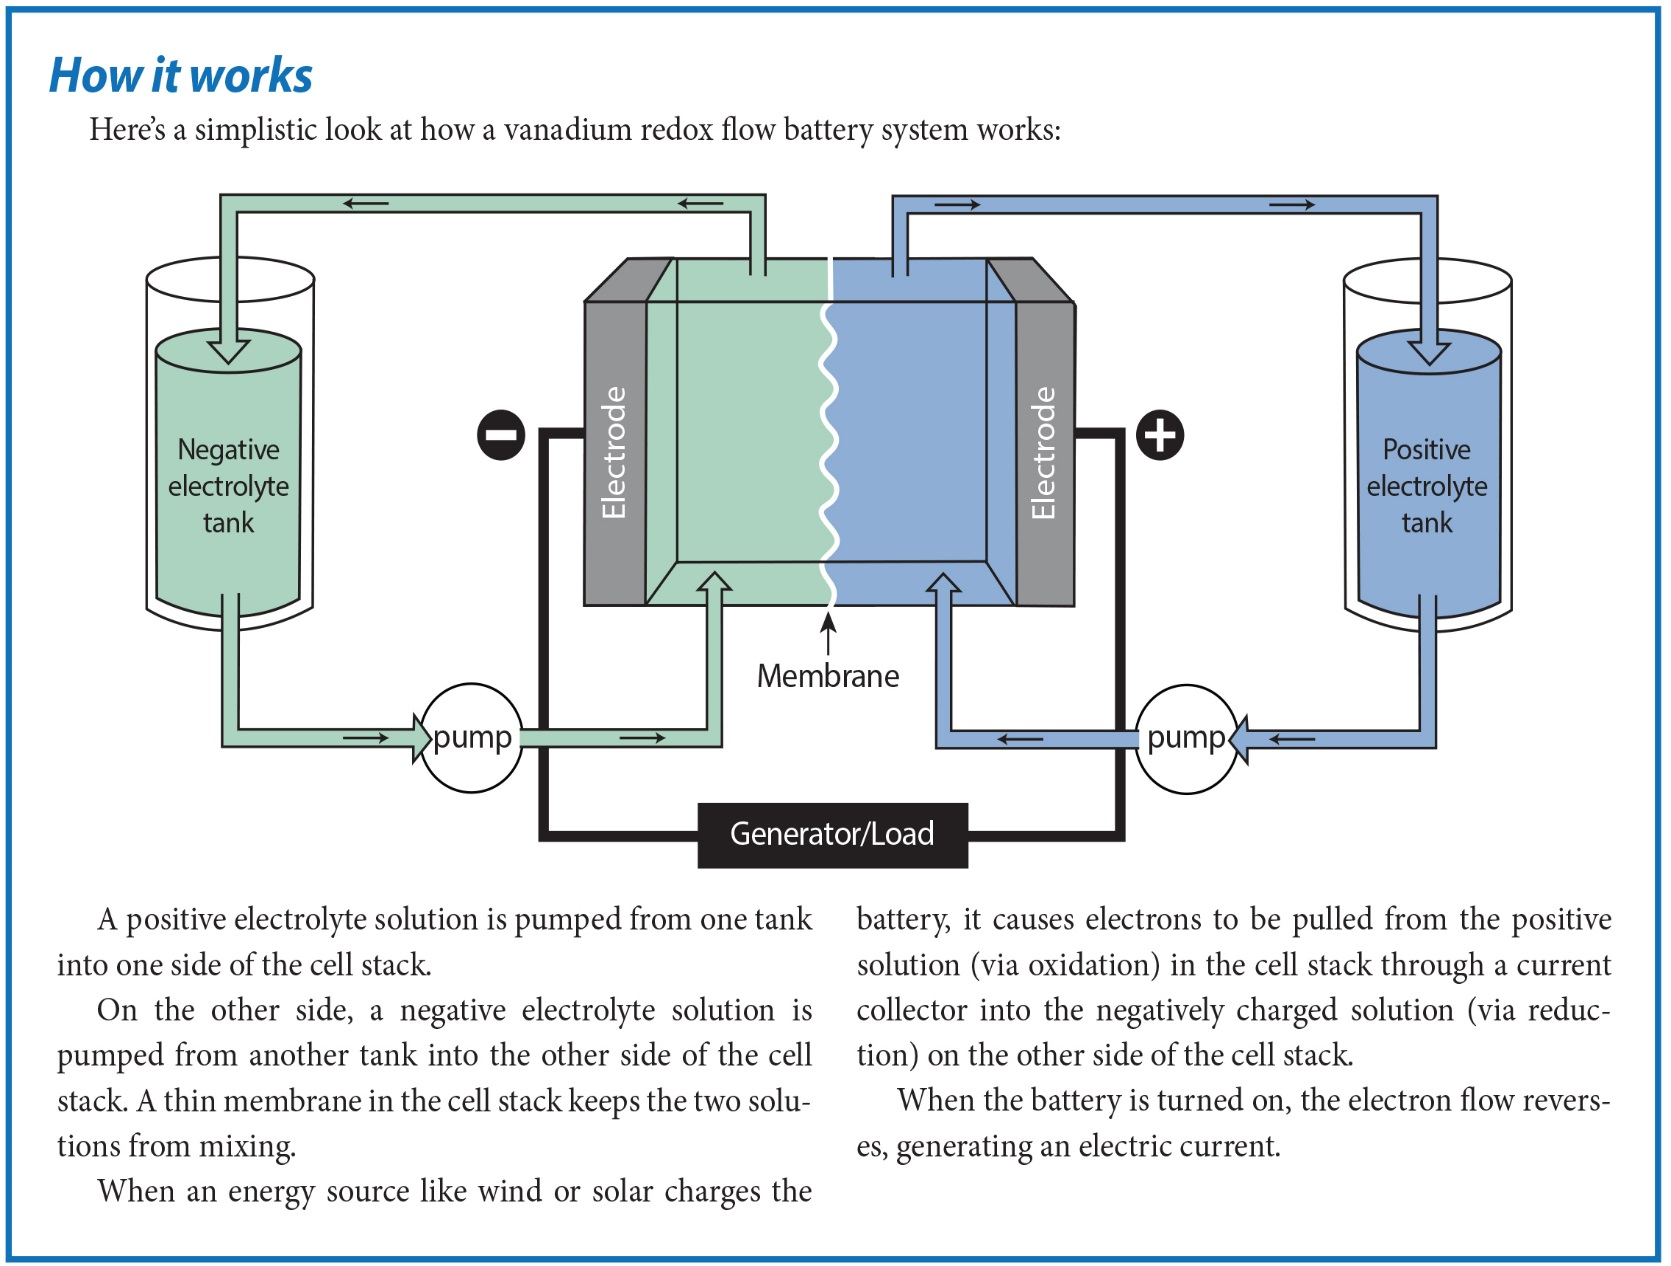 How it works
Here’s a simplistic look at how a vanadium redox flow battery system works:
Negative
electrolyte
tank
Electrode
Electrode
Positive
electrolyte
tank
Membrane
pump
pump
Generator/Load
A positive electrolyte solution is pumped from one tank
into one side of the cell stack.
On the other side, a negative electrolyte solution is
pumped from another tank into the other side of the cell
stack. A thin membrane in the cell stack keeps the two solu-
tions from mixing.
When an energy source like wind or solar charges the
battery, it causes electrons to be pulled from the positive
solution (via oxidation) in the cell stack through a current
collector into the negatively charged solution (via reduc-
tion) on the other side of the cell stack.
When the battery is turned on, the electron flow revers-
es, generating an electric current.